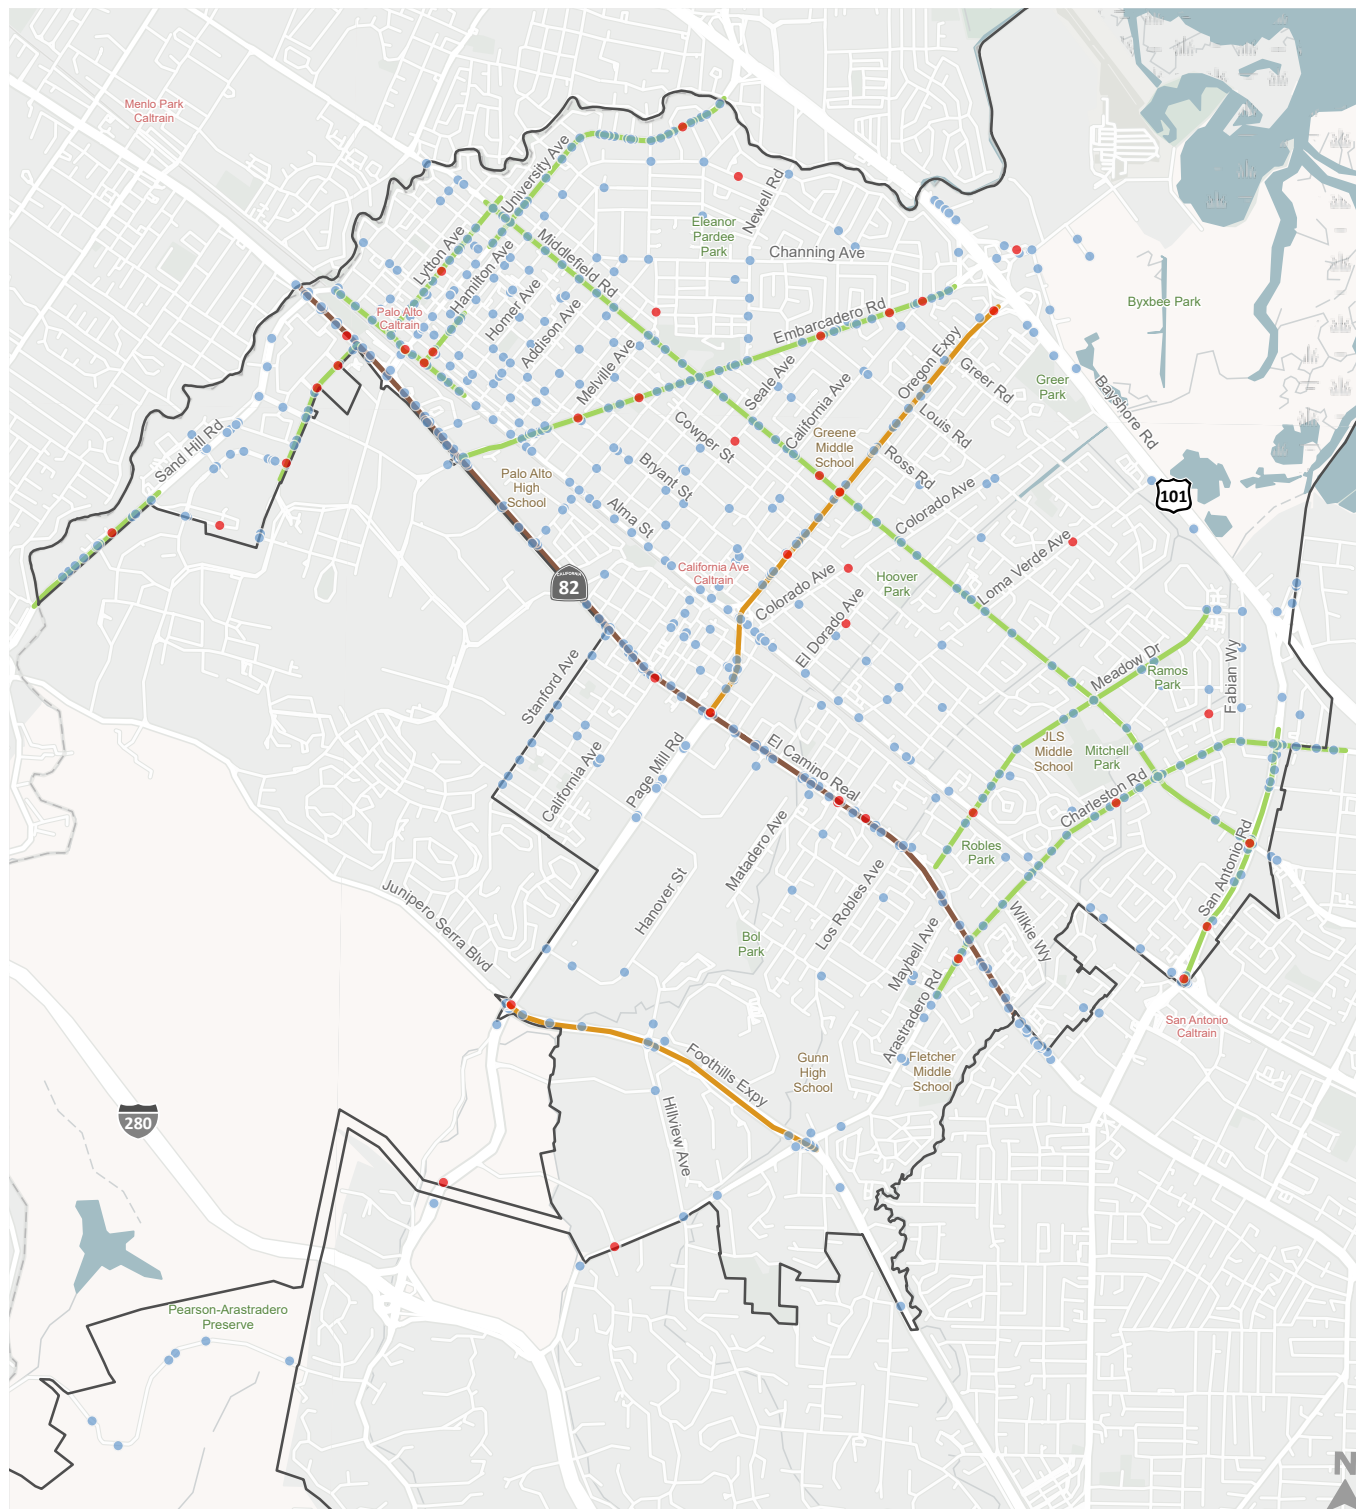 Menlo Park
Caltrain
University Ave
Newell Rd
Eleanor
Pardee
Park
Channing Ave
Lytton Ave
Hamilton Ave
Middlefield Rd
Homer Ave
Addison Ave
Palo Alto
Caltrain
Embarcadero Rd
Byxbee Park
Melville Ave
Seale Ave
California Ave
Oregon Expy
Greer Rd
Greer
Park
Bayshore Rd
Louis Rd
Cowper St
Greene
Middle
School
Ross Rd
Sand Hill Rd
Bryant St
Palo Alto
High
School
Alma St
Colorado Ave
101
Loma Verde Ave
California Ave
Caltrain
Hoover
Park
CALIFORNIA
82
Colorado Ave
El Dorado Ave
Stanford Ave
Meadow Dr
Ramos
Park
Fabian Wy
California Ave
Page Mill Rd
El Camino Real
JLS
Middle
School
Mitchell
Park
Charleston Rd
Matadero Ave
Robles
Park
San Antonio Rd
Hanover St
Los Robles Ave
Junipero Serra Blvd
Bol
Park
Maybell Ave
Wilkie Wy
Arastradero Rd
San Antonio
Caltrain
Foothills Expy
Gunn
High
School
Fletcher
Middle
School
280
Hillview Ave
Pearson-Arastradero
Preserve
N